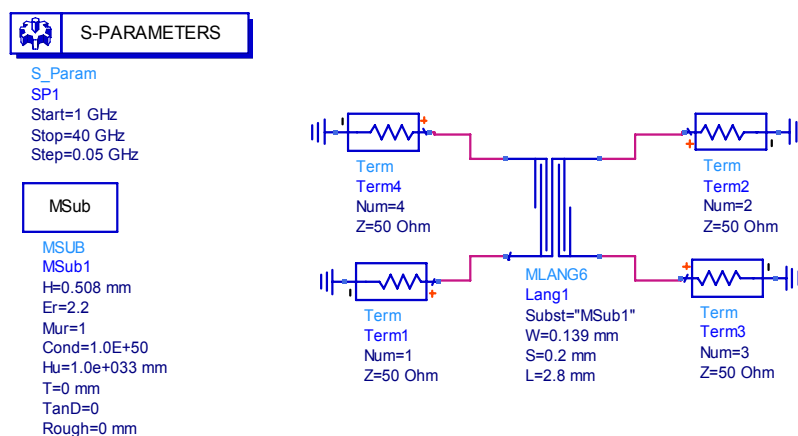 S-PARAMETERS
S_Param
SP1
Start=1 GHz
Stop=40 GHz
Step=0.05 GHz
MSub
MSUB
MSub1
H=0.508 mm
Er=2.2
Mur=1
Cond=1.0E+50
Hu=1.0e+033 mm
T=0 mm
TanD=0
Rough=0 mm
Term
Term4
Num=4
Z=50 Ohm
Term
Term1
Num=1
Z=50 Ohm
MLANG6
Lang1
Subst="MSub1"
W=0.139 mm
S=0.2 mm
L=2.8 mm
Term
Term2
Num=2
Z=50 Ohm
Term
Term3
Num=3
Z=50 Ohm